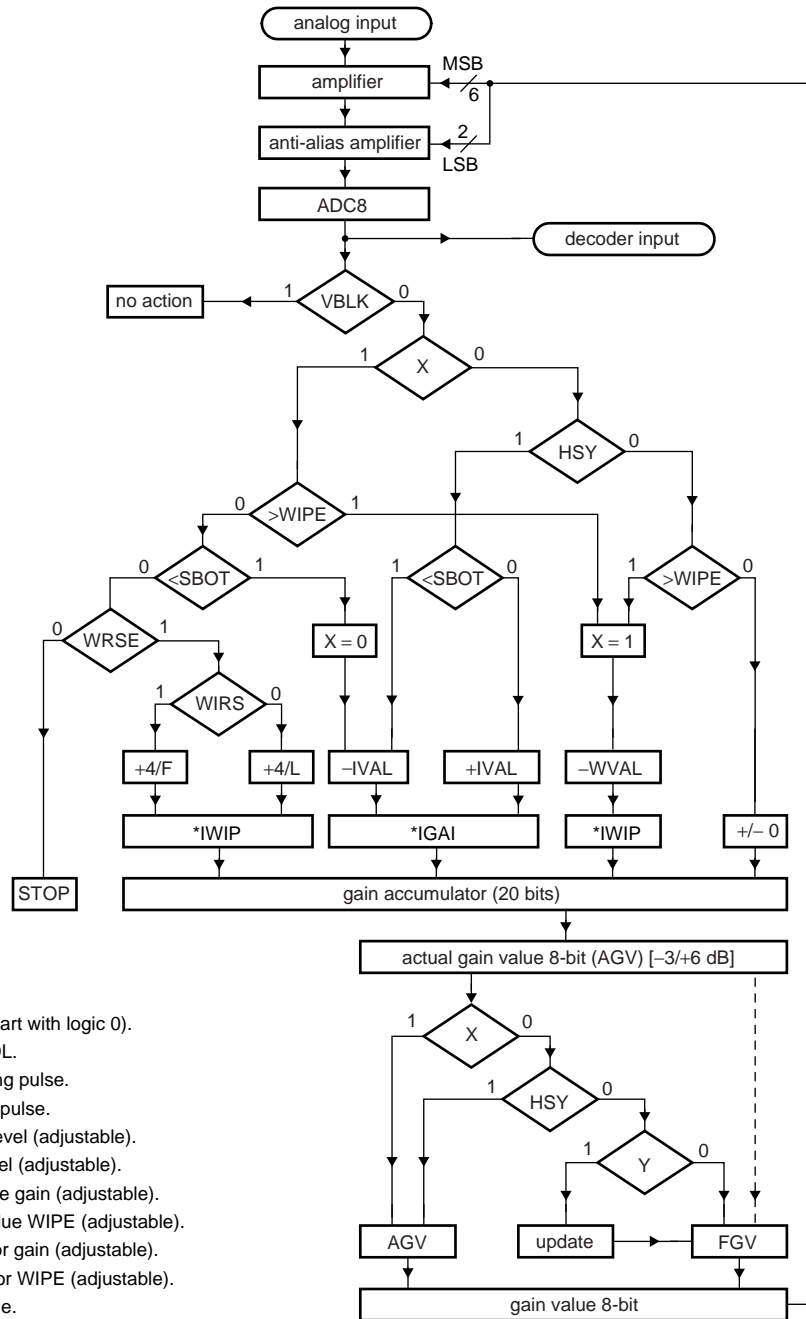 analog input
MSB
amplifier
6
2
anti-alias amplifier
LSB
ADC8
decoder input
no action
1 VBLK 0
1 X 0
1 HSY 0
0 >WIPE 1
0 <SBOT 1
1 <SBOT 0
1 >WIPE 0
0 WRSE 1
X = 0
X = 1
1 WIRS 0
+4/F
+4/L
−IVAL
+IVAL
−WVAL
*IWIP
*IGAI
*IWIP
+/− 0
STOP
gain accumulator (20 bits)
actual gain value 8-bit (AGV) [−3/+6 dB]
art with logic 0).
1 X 0
ng pulse.
1 HSY 0
pulse.
evel (adjustable).
1 Y 0
el (adjustable).
e gain (adjustable).
lue WIPE (adjustable).
AGV
update
FGV
or gain (adjustable).
or WIPE (adjustable).
gain value 8-bit